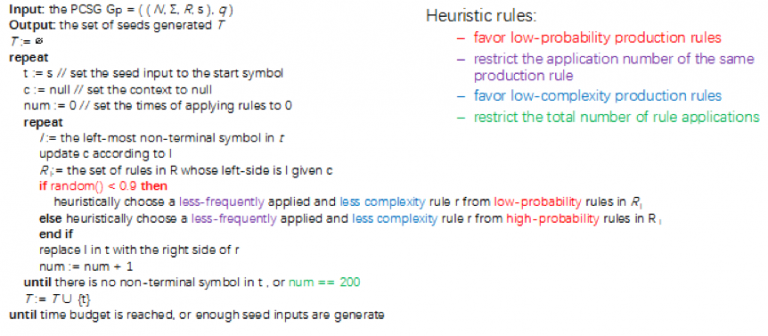 Input: the PCSG Gp = ( ( N, Σ, R, s ), q )
Output: the set of seeds generated T
T := ∅
repeat
t := s // set the seed input to the start symbol
c := null // set the context to null
num := 0 // set the times of applying rules to 0
repeat
l := the left-most non-terminal symbol in t
update c according to l
Rl := the set of rules in R whose left-side is l given c
if random() < 0.9 then
heuristically choose a less-frequently applied and less complexity rule r from low-probability rules in Rl
else heuristically choose a less-frequently applied and less complexity rule r from high-probability rules in R l
end if
replace l in t with the right side of r
num := num + 1
until there is no non-terminal symbol in t , or num == 200
T := T ∪ {t}
until time budget is reached, or enough seed inputs are generate
Heuristic rules:
– favor low-probability production rules
– restrict the application number of the same
production rule
– favor low-complexity production rules
– restrict the total number of rule applications